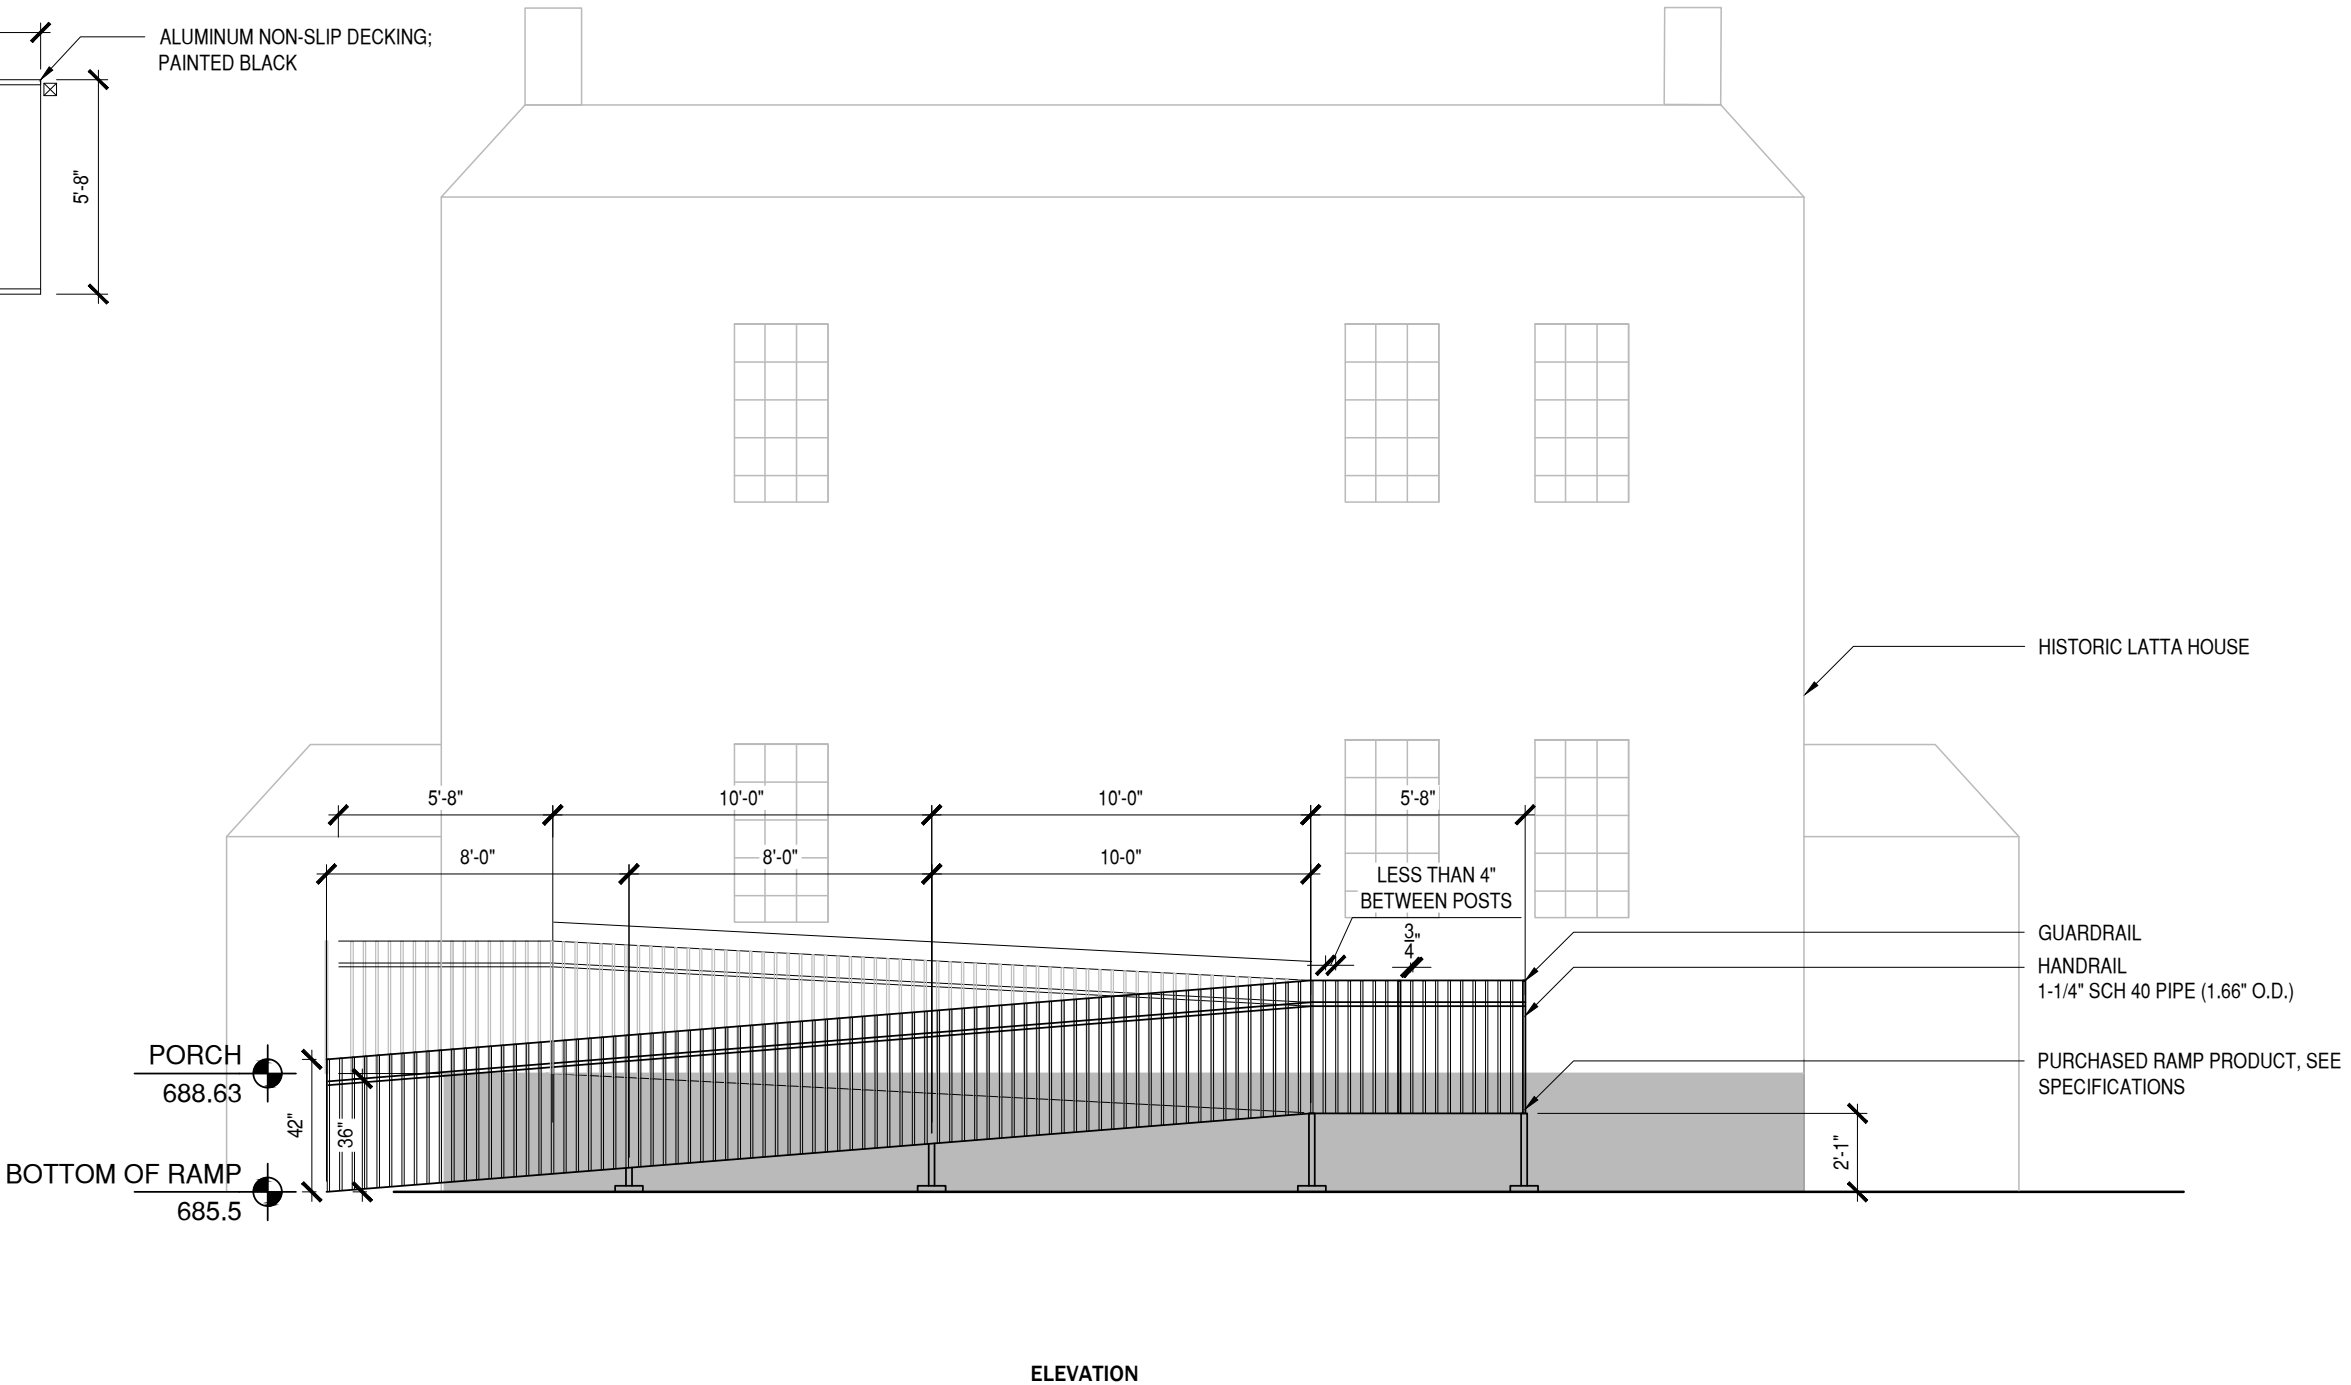 ALUMINUM NON-SLIP DECKING;
PAINTED BLACK
5'-8"
HISTORIC LATTA HOUSE
5'-8"
10'-0"
10'-0"
5'-8"
8'-0"
8'-0"
10-0"
LESS THAN 4"
BETWEEN POSTS
3/4"
GUARDRAIL
HANDRAIL
1-1/4" SCH 40 PIPE (1.66" O.D.)
PORCH
688.63
PURCHASED RAMP PRODUCT, SEE
SPECIFICATIONS
42"
36"
2'-1"
BOTTOM OF RAMP
685.5
ELEVATION